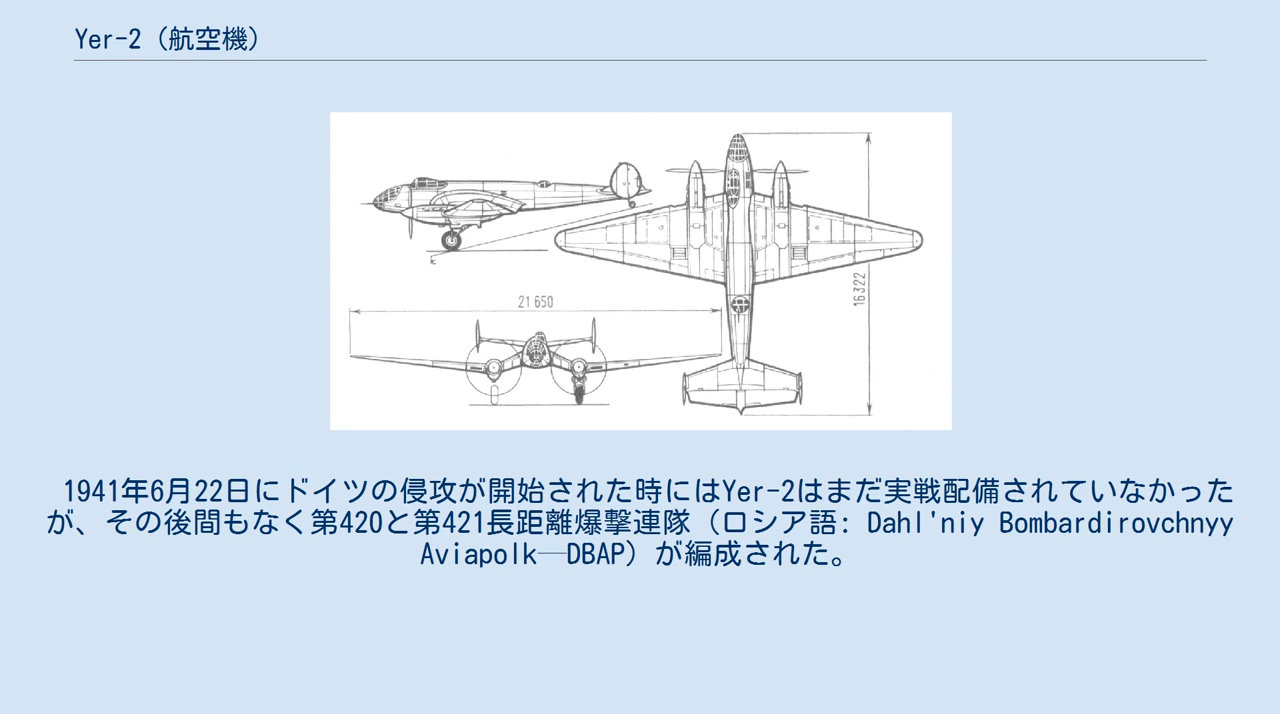 Yer-2（航空機）
21 650
16322
1941年6月22日にドイツの侵攻が開始された時にはYer-2はまだ実戦配備されていなかった
が、その後間もなく第420と第421長距離爆撃連隊（ロシア語: Dahl'niy Bombardirovchnyy
Aviapolk—DBAP）が編成された。